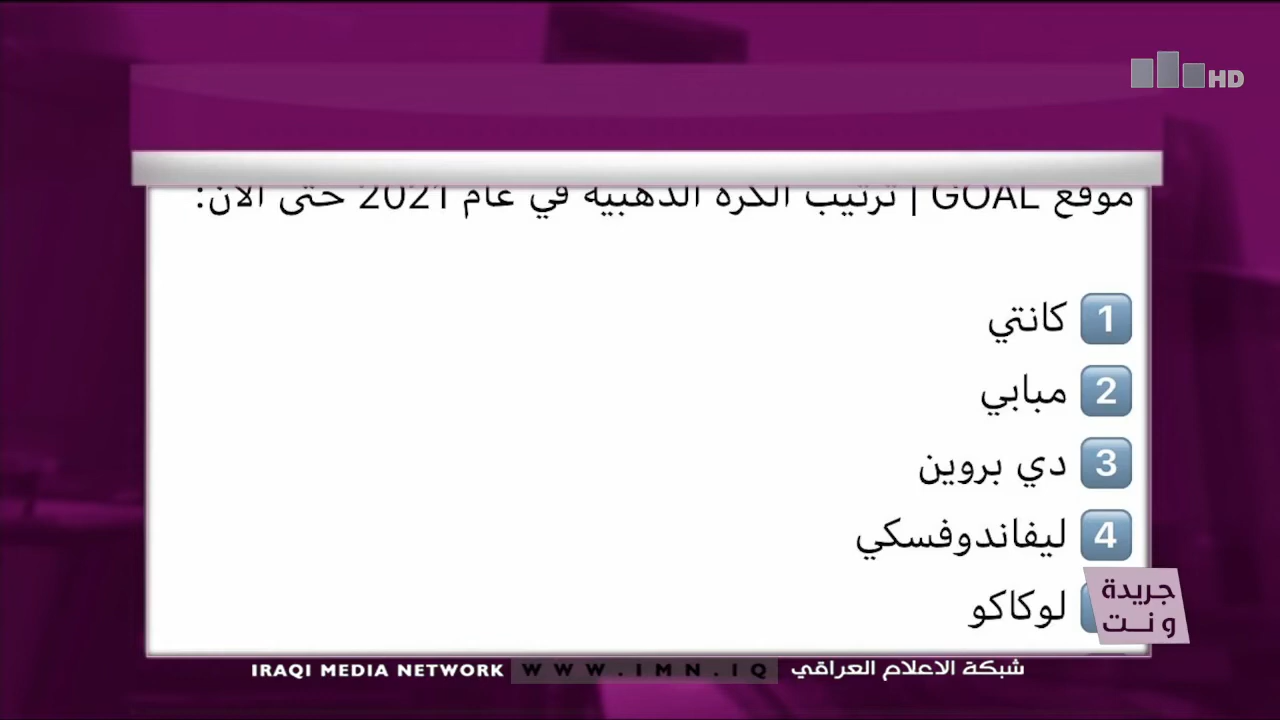 HD
موقع GOAL | ترتيب الكرة الذهبية في عام 2021 حتى الآن:
1 كانتي
2 مبابي
3 دي بروين
4 ليفاندوفسكي
لوكاكو
جريدة
و نت
IRAQI MEDIA NETWORK WWW.IMN.IQ شبكة الاعلام العراقي